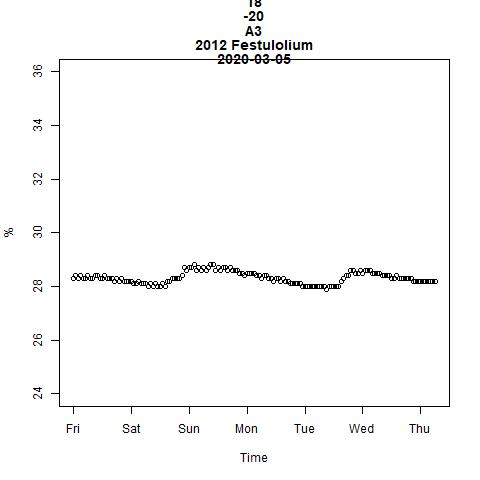 18
-20
A3
2012 Festulolium
2020-03-05
36
34
32
30
28
26
24
%
Fri
Sat
Sun
Mon
Tue
Wed
Thu
Time